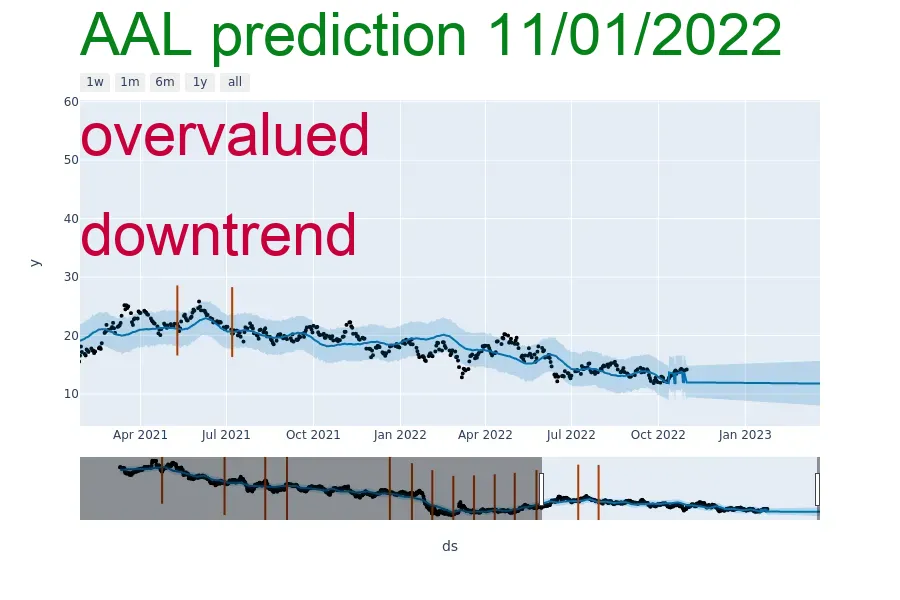 AAL prediction 11/01/2022
1w 1m 6m 1y all
60
overvalued
50
40
downtrend
y
30
20
10
Apr 2021 Jul 2021 Oct 2021 Jan 2022 Apr 2022 Jul 2022 Oct 2022 Jan 2023
ds